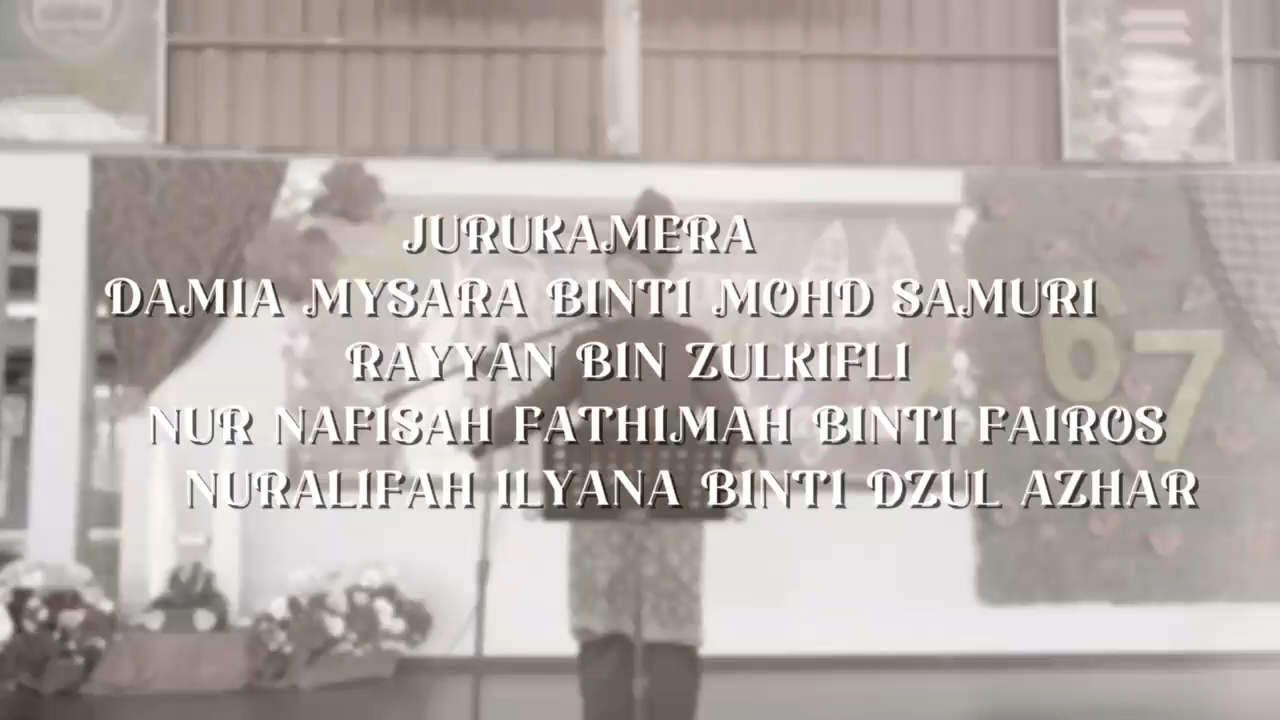 JURUKAMERA
DAMIA MYSARA BINTI MOHD SAMURI
RAYYAN BIN ZULKIFLI
NUR NAFISAH FATHIMAH BINTI FAIROS
NURALIFAH ILYANA BINTI DZUL AZHAR
67